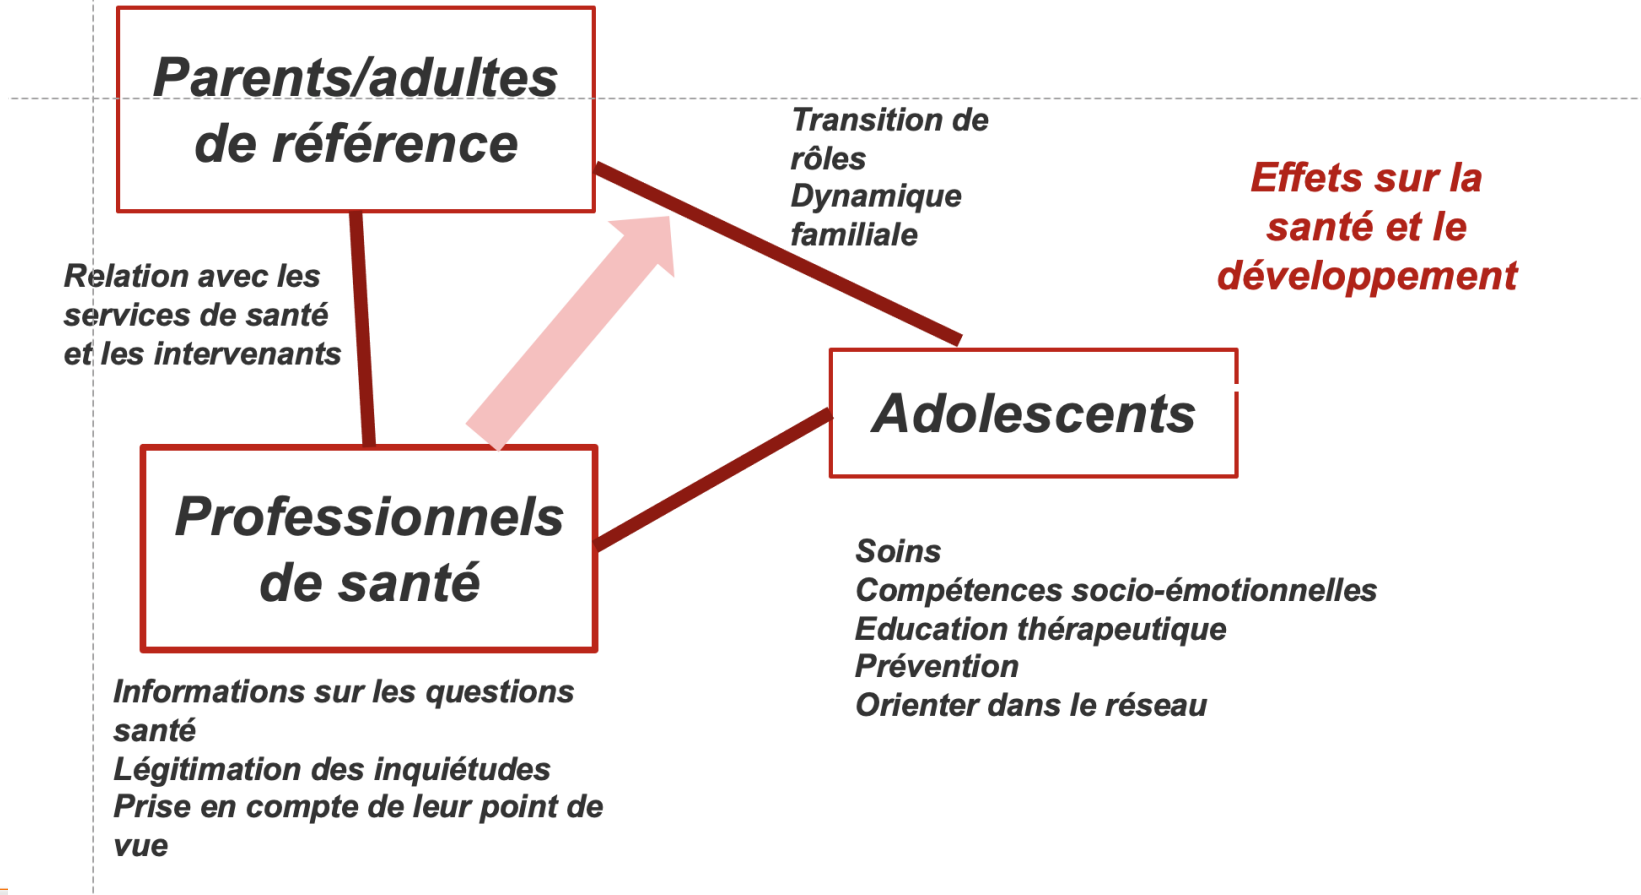 Parents/adultes
de référence
Transition de
rôles
Dynamique
familiale
Effets sur la
santé et le
développement
Relation avec les
services de santé
et les intervenants
Adolescents
Professionnels
de santé
Soins
Compétences socio-émotionnelles
Education thérapeutique
Prévention
Orienter dans le réseau
Informations sur les questions
santé
Légitimation des inquiétudes
Prise en compte de leur point de
vue